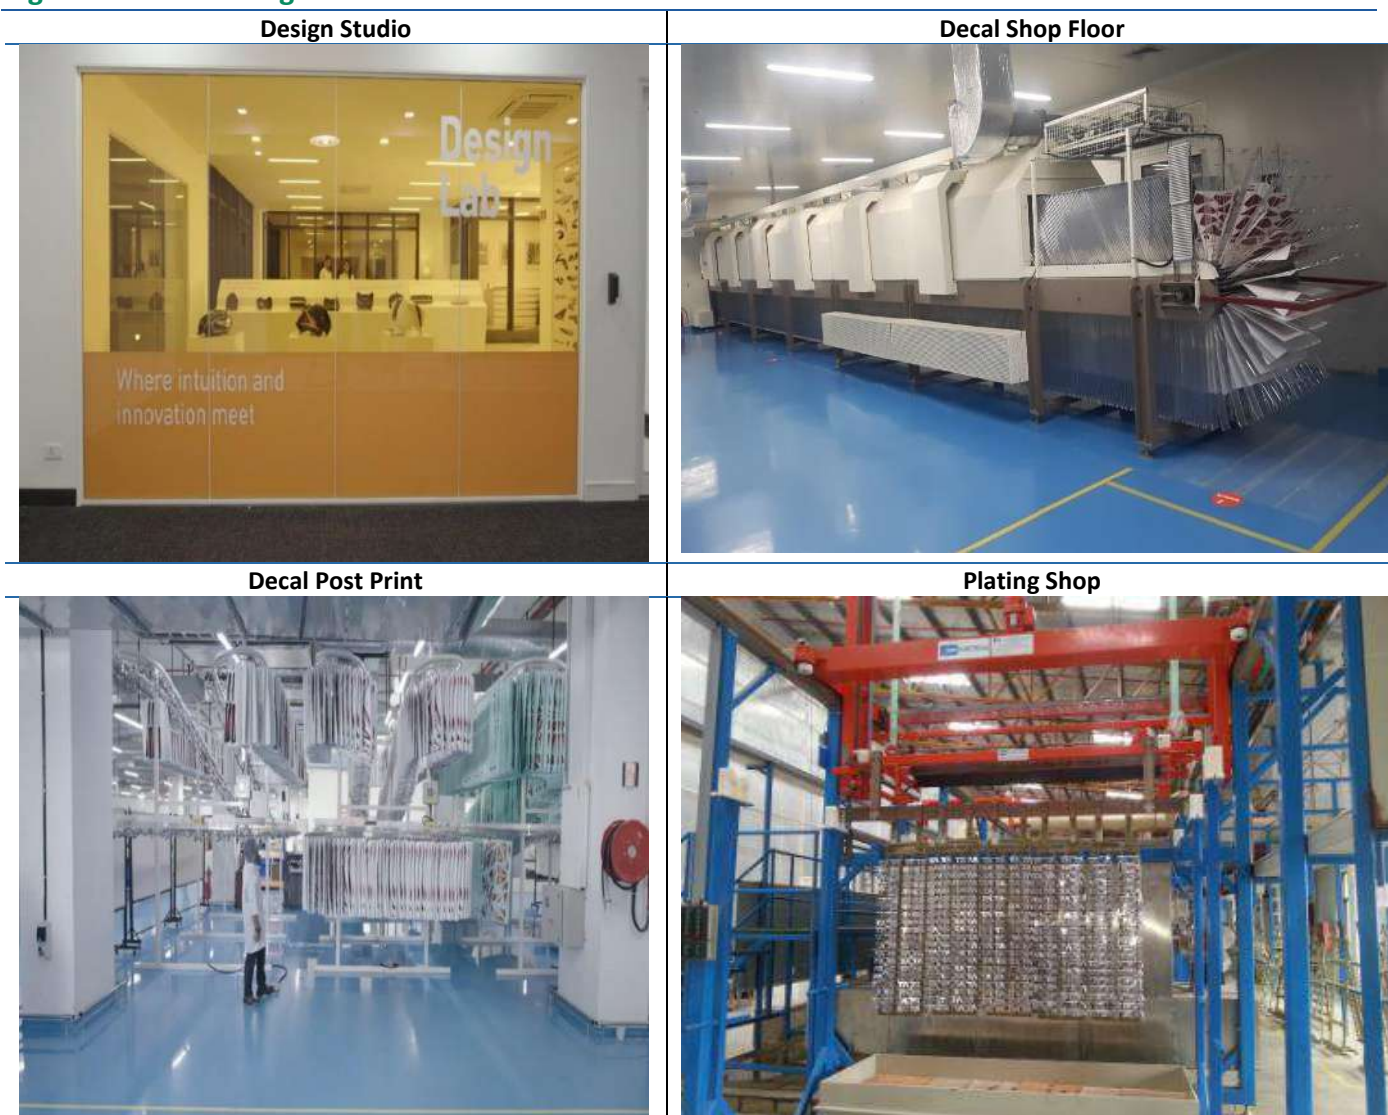 Design Studio
Decal Shop Floor
Design
Lab
Where intuition and
innovation meet
Decal Post Print
Plating Shop